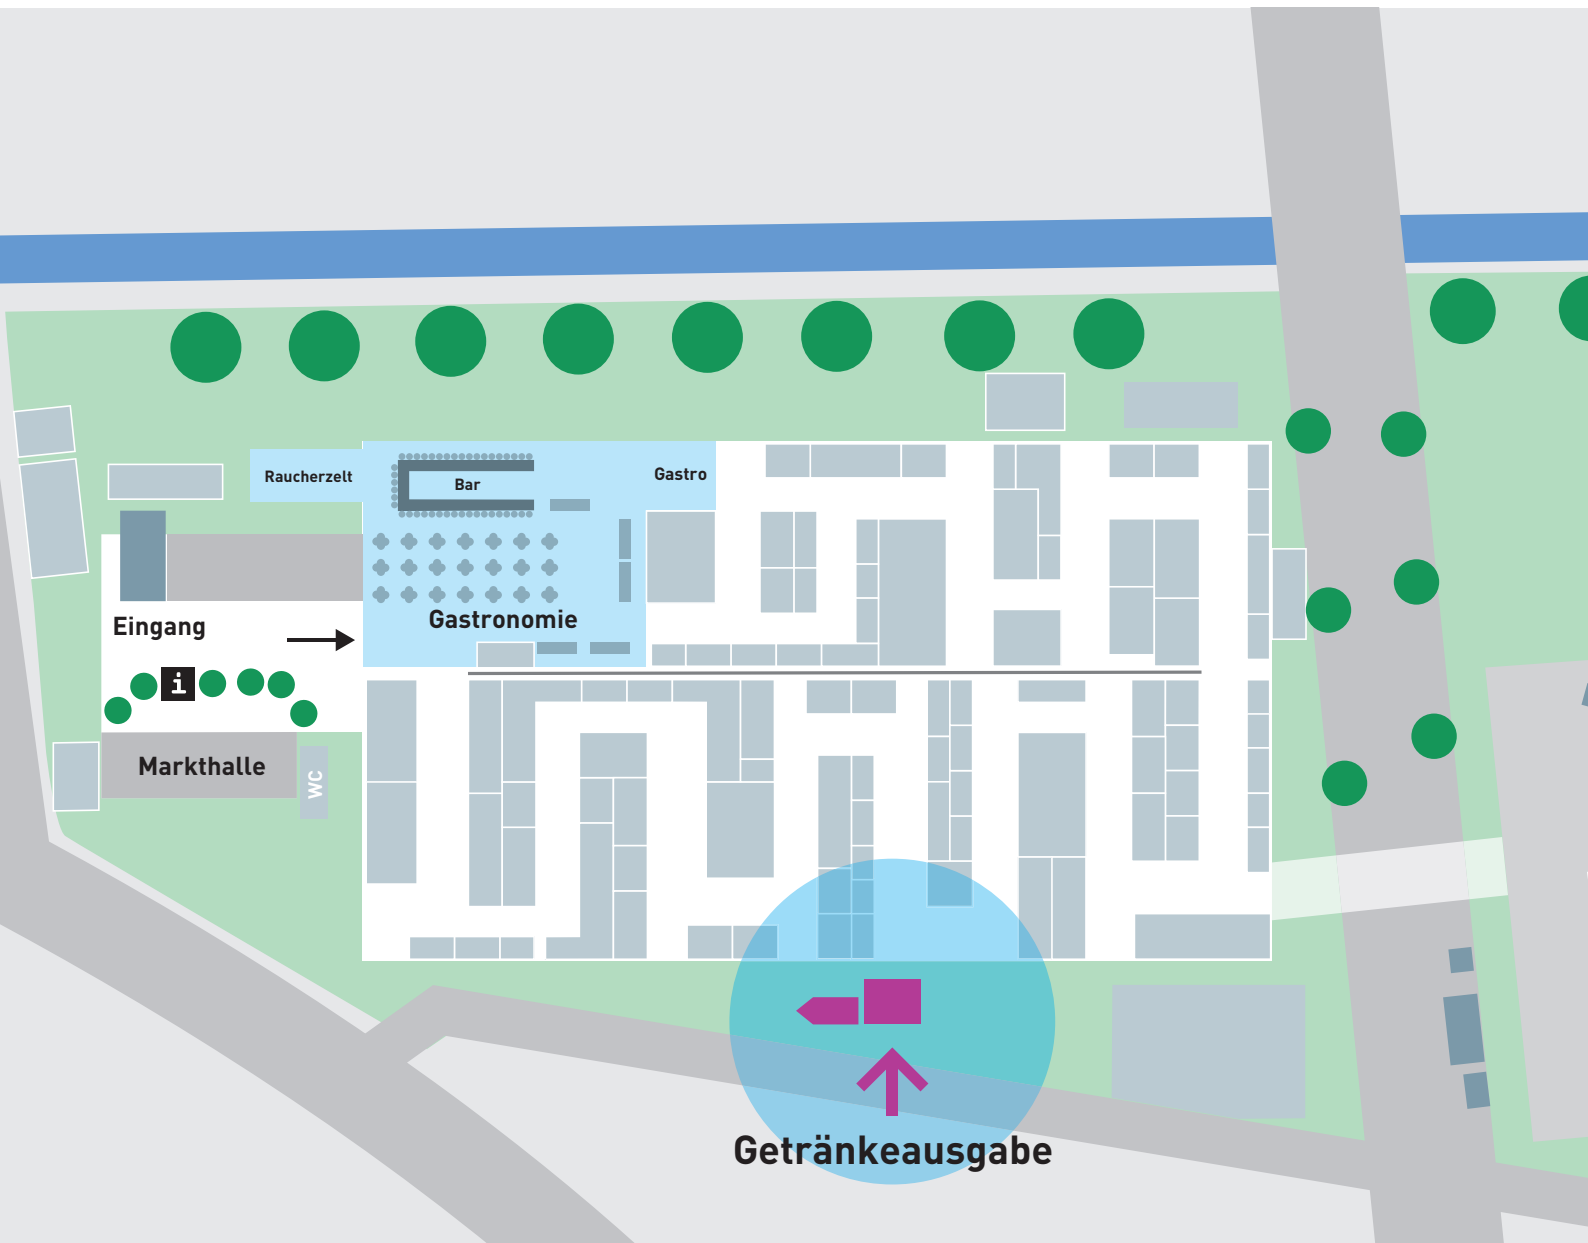 Raucherzelt
Bar
Gastro
Gastronomie
Eingang
i
Markthalle
WC
Getränkeausgabe